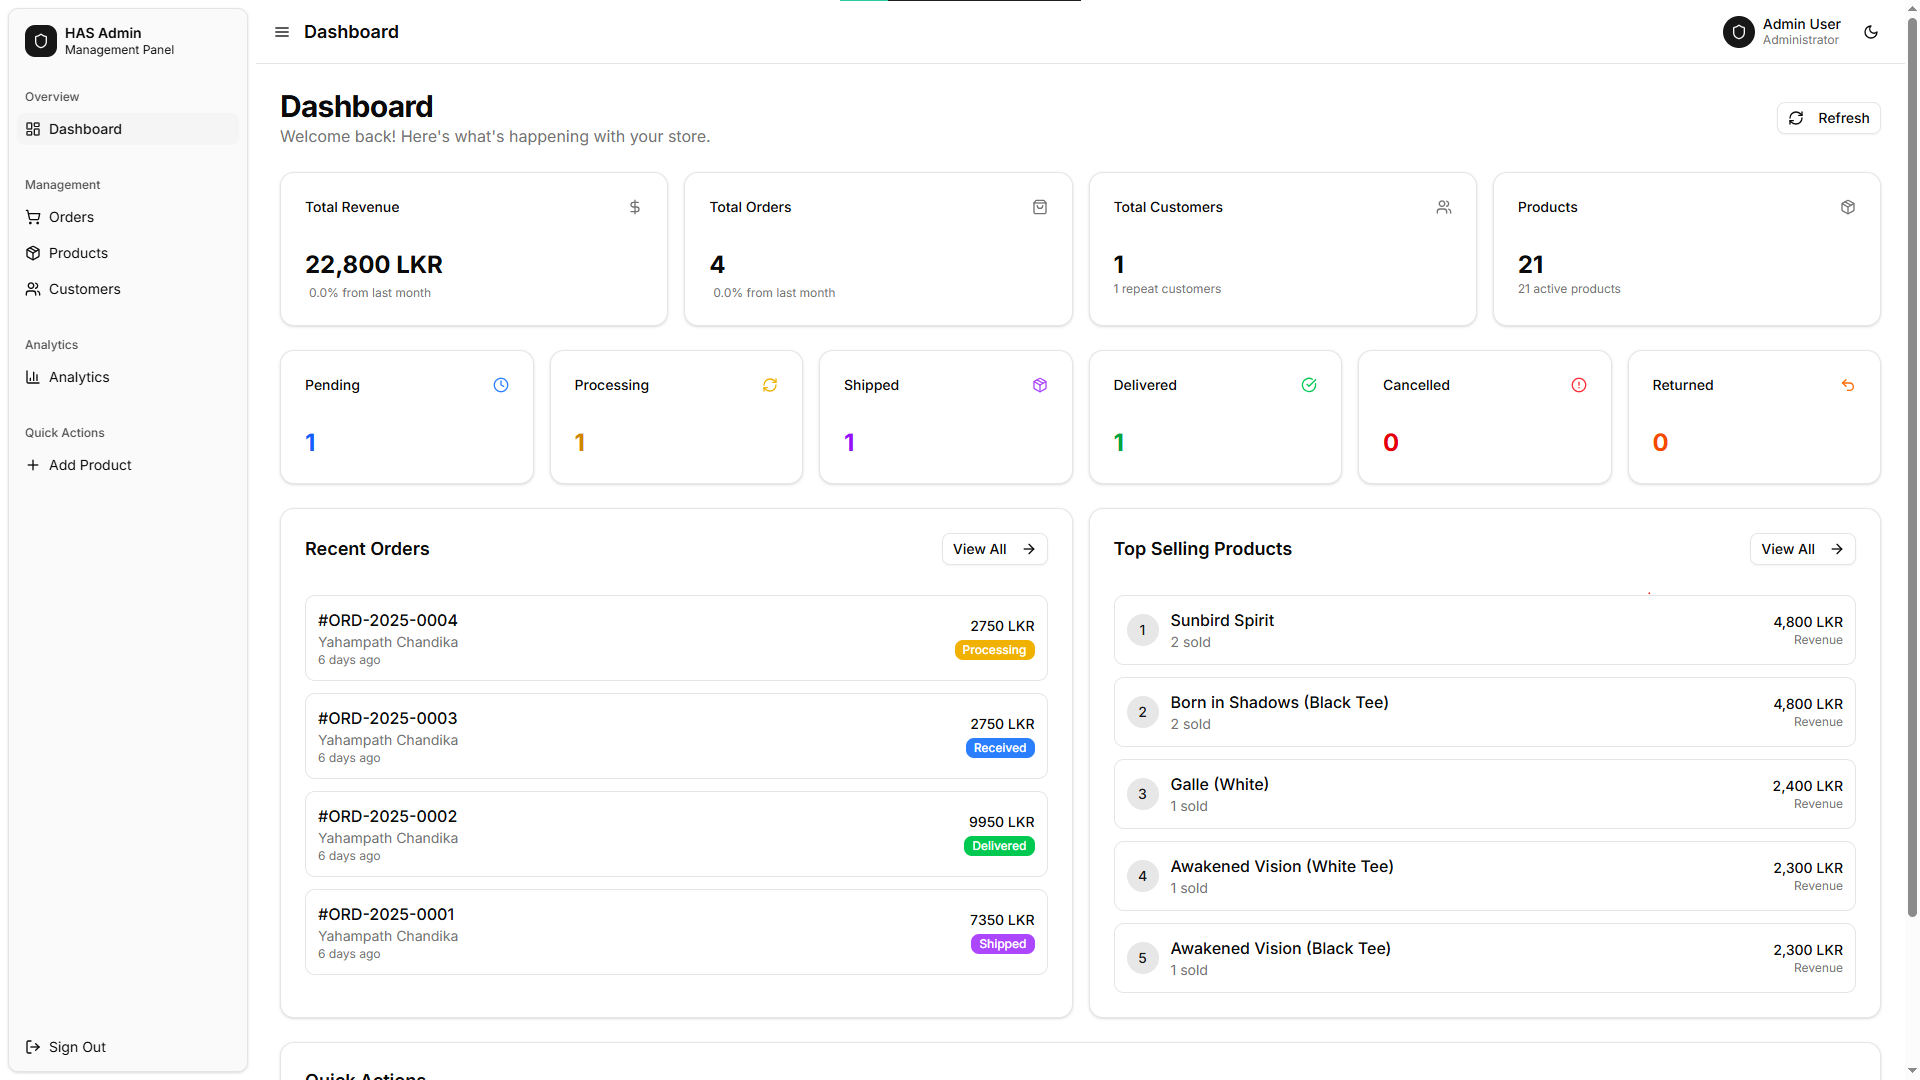 HAS Admin
Management Panel
Overview
Dashboard
Management
Orders
Products
Customers
Analytics
Analytics
Quick Actions
Add Product
Sign Out
Dashboard
Admin User
Administrator
Dashboard
Welcome back! Here's what's happening with your store.
Refresh
Total Revenue
22,800 LKR
0.0% from last month
Total Orders
4
0.0% from last month
Total Customers
1
1 repeat customers
Products
21
21 active products
Pending
1
Processing
1
Shipped
1
Delivered
1
Cancelled
0
Returned
0
Recent Orders
View All
#ORD-2025-0004
Yahampath Chandika
6 days ago
2750 LKR
Processing
#ORD-2025-0003
Yahampath Chandika
6 days ago
2750 LKR
Received
#ORD-2025-0002
Yahampath Chandika
6 days ago
9950 LKR
Delivered
#ORD-2025-0001
Yahampath Chandika
6 days ago
7350 LKR
Shipped
Top Selling Products
View All
1
Sunbird Spirit
2 sold
4,800 LKR
Revenue
2
Born in Shadows (Black Tee)
2 sold
4,800 LKR
Revenue
3
Galle (White)
1 sold
2,400 LKR
Revenue
4
Awakened Vision (White Tee)
1 sold
2,300 LKR
Revenue
5
Awakened Vision (Black Tee)
1 sold
2,300 LKR
Revenue
Quick Actions